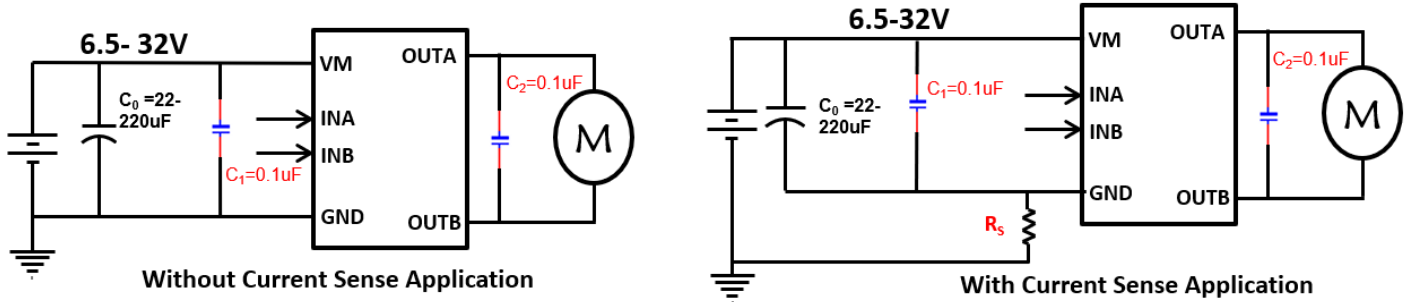 6.5- 32V
VM
OUTA
C₀ =22-
220uF
INA
INB
C₁=0.1uF
C₂=0.1uF
M
GND
OUTB
Without Current Sense Application
6.5-32V
VM
OUTA
C₀ =22-
220uF
C₁=0.1uF
INA
INB
C₂=0.1uF
M
GND
OUTB
Rₛ
With Current Sense Application